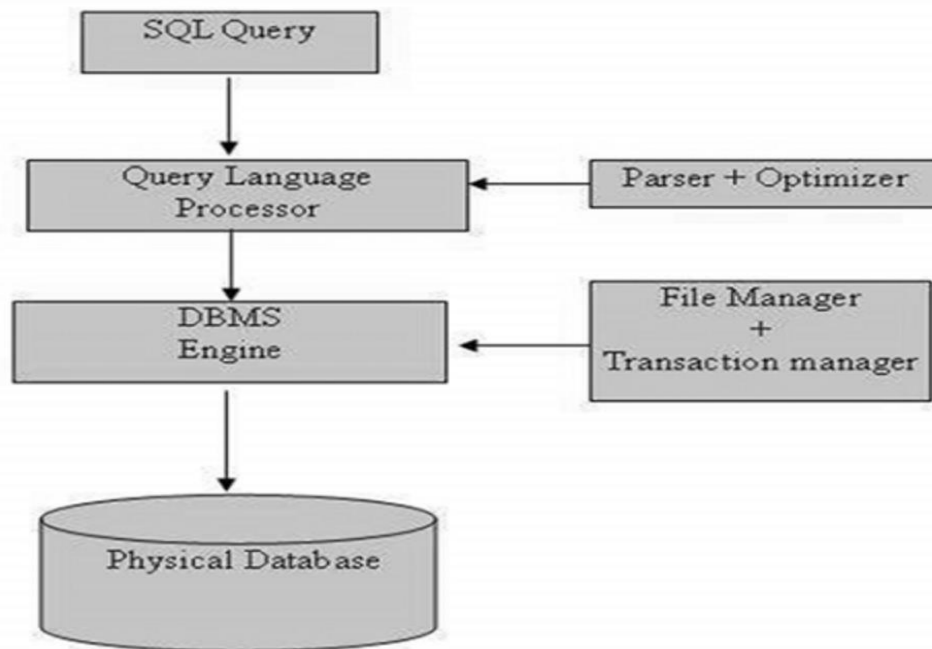 SQL Query
Query Language
Processor
Parser + Optimizer
DBMS
Engine
File Manager
+
Transaction manager
Physical Database